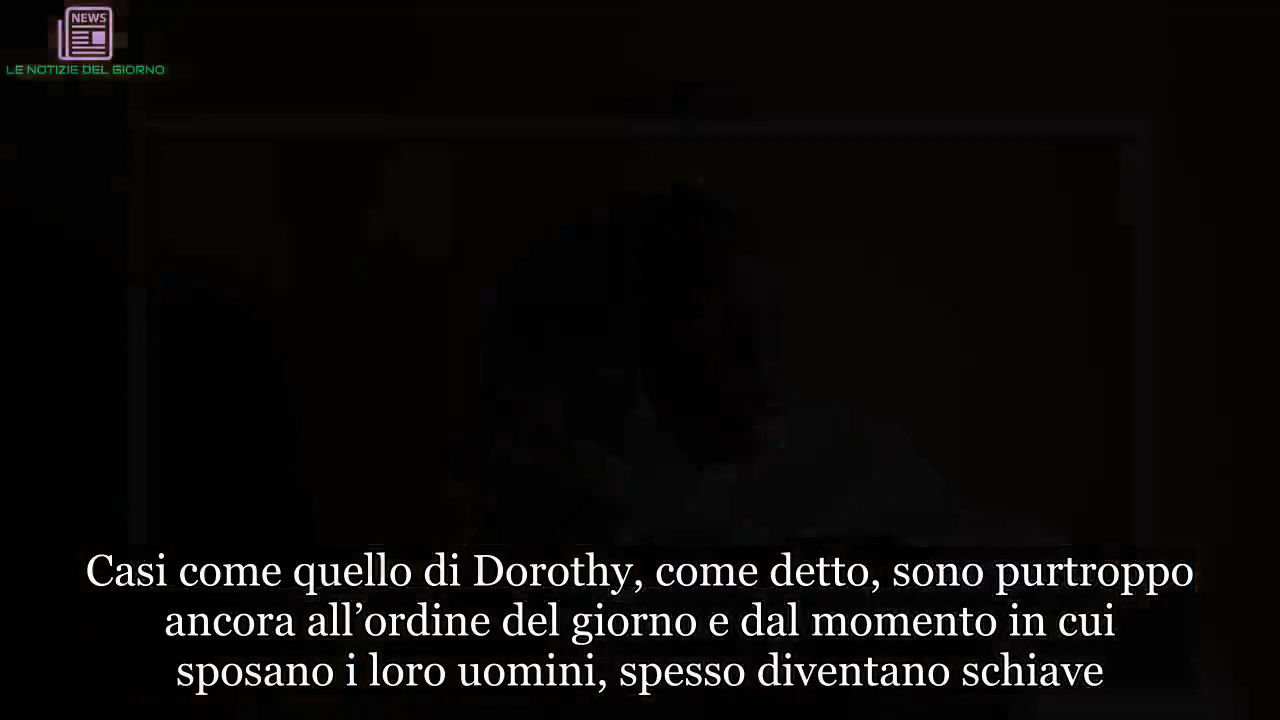 NEWS
LE NOTIZIE DEL GIORNO
Casi come quello di Dorothy, come detto, sono purtroppo
ancora all’ordine del giorno e dal momento in cui
sposano i loro uomini, spesso diventano schiave